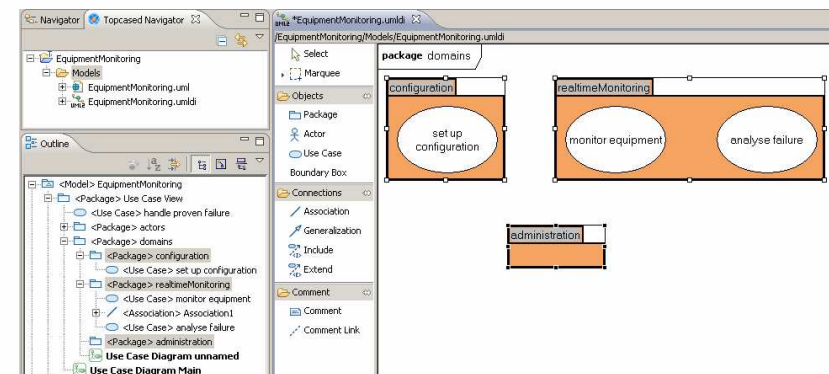 Navigator
Topcased Navigator
EquipmentMonitoring
Models
EquipmentMonitoring.uml
EquipmentMonitoring.umldi
Outline
<Model> EquipmentMonitoring
<Package> Use Case View
<Use Case> handle proven failure
<Package> actors
<Package> domains
<Package> configuration
<Use Case> set up configuration
<Package> realtimeMonitoring
<Use Case> monitor equipment
<Association> Association1
<Use Case> analyse failure
<Package> administration
Use Case Diagram unnamed
Use Case Diagram Main
*EquipmentMonitoring.umldi
/EquipmentMonitoring/Models/EquipmentMonitoring.umldi
Select
Marquee
Objects
Package
Actor
Use Case
Boundary Box
Connections
Association
Generalization
Include
Extend
Comment
Comment
Comment Link
package domains
configuration
set up
configuration
realtimeMonitoring
monitor equipment
analyse failure
administration